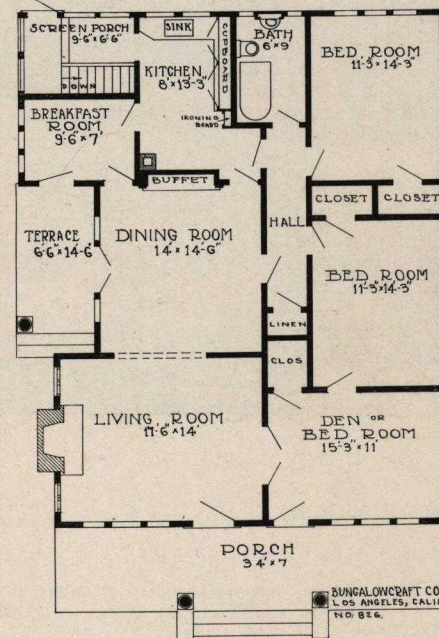 SCREEN PORCH
9'-6"x6'-6"
DOWN
SINK
CUPBOARD
KITCHEN
8'x13'-3"
IRONING
BOARD
BATH
6'x9'
BED ROOM
11'-3"x14'-3"
BREAKFAST
ROOM
9'-6"x7'
BUFFET
CLOSET
CLOSET
TERRACE
6'-6"x14'-6"
DINING ROOM
14'x14'-6"
HALL
BED ROOM
11'-3"x14'-3"
LINEN
CLOS
LIVING ROOM
17'-6"x14'
DEN OR
BED ROOM
15'-3"x11'
PORCH
34'x7'
BUNGALOWCRAFT CO
LOS ANGELES, CALI
NO. 826.